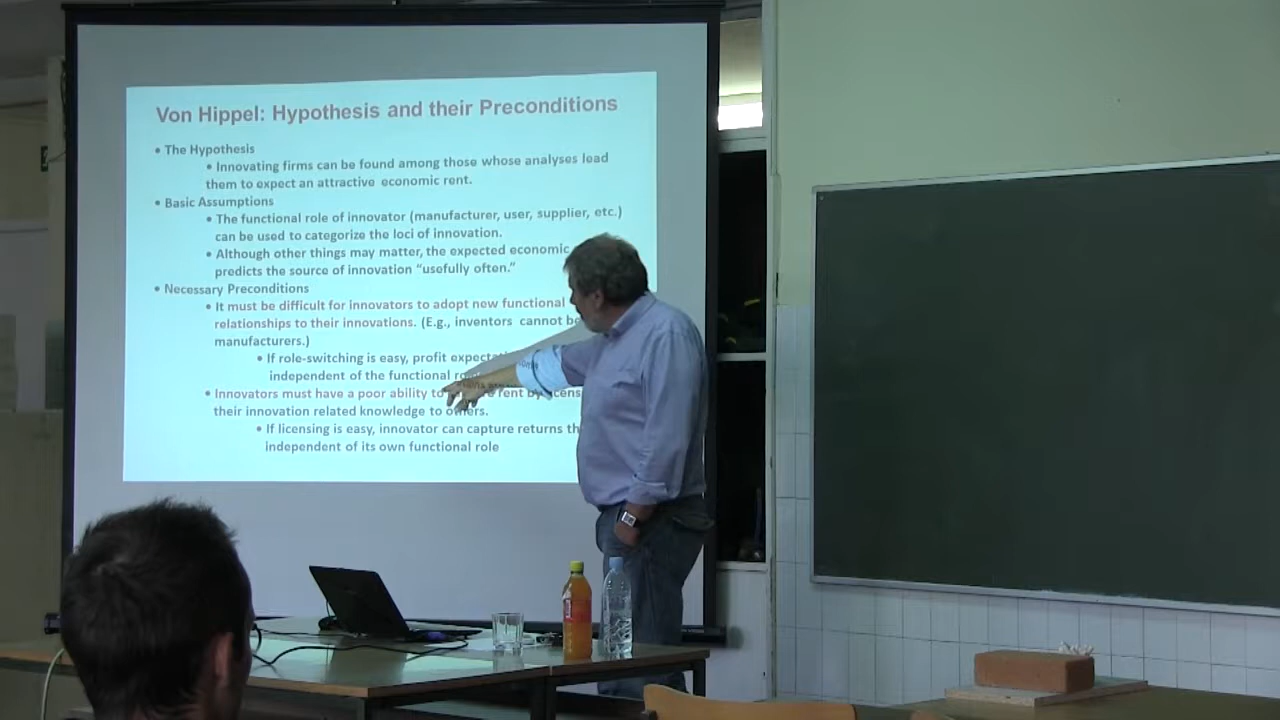 Von Hippel: Hypothesis and their Preconditions
• The Hypothesis
• Innovating firms can be found among those whose analyses lead
them to expect an attractive economic rent.
• Basic Assumptions
• The functional role of innovator (manufacturer, user, supplier, etc.)
can be used to categorize the loci of innovation.
• Although other things may matter, the expected economic
predicts the source of innovation “usefully often.”
• Necessary Preconditions
• It must be difficult for innovators to adopt new functional
relationships to their innovations. (E.g., inventors cannot be
manufacturers.)
• If role-switching is easy, profit
independent of the functional
• Innovators must have a poor ability to rent by
their innovation related knowledge to others.
• If licensing is easy, innovator can capture returns
independent of its own functional role